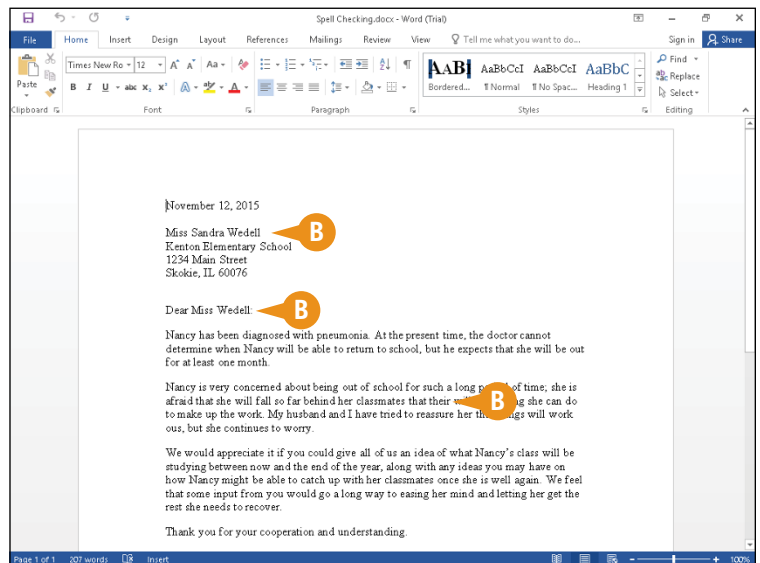 Spell Checking.docx - Word (Trial)
File Home Insert Design Layout References Mailings Review View Tell me what you want to do... Sign in Share
Paste
Times New Ro 12 A A Aa
B I U abc x₂ x² A ab A
AaBl AaBbCcI AaBbCcI AaBbC
Bordered... ¶ Normal ¶ No Spac... Heading 1
Find
Replace
Select
Clipboard Font Paragraph Styles Editing
November 12, 2015
Miss Sandra Wedell B
Kenton Elementary School
1234 Main Street
Skokie, IL 60076
Dear Miss Wedell: B
Nancy has been diagnosed with pneumonia. At the present time, the doctor cannot
determine when Nancy will be able to return to school, but he expects that she will be out
for at least one month.
Nancy is very concerned about being out of school for such a long of time; she is
afraid that she will fall so far behind her classmates that their B she can do
to make up the work. My husband and I have tried to reassure her will work
ous, but she continues to worry.
We would appreciate it if you could give all of us an idea of what Nancy's class will be
studying between now and the end of the year, along with any ideas you may have on
how Nancy might be able to catch up with her classmates once she is well again. We feel
that some input from you would go a long way to easing her mind and letting her get the
rest she needs to recover.
Thank you for your cooperation and understanding.
Page 1 of 1 207 words Insert 100%